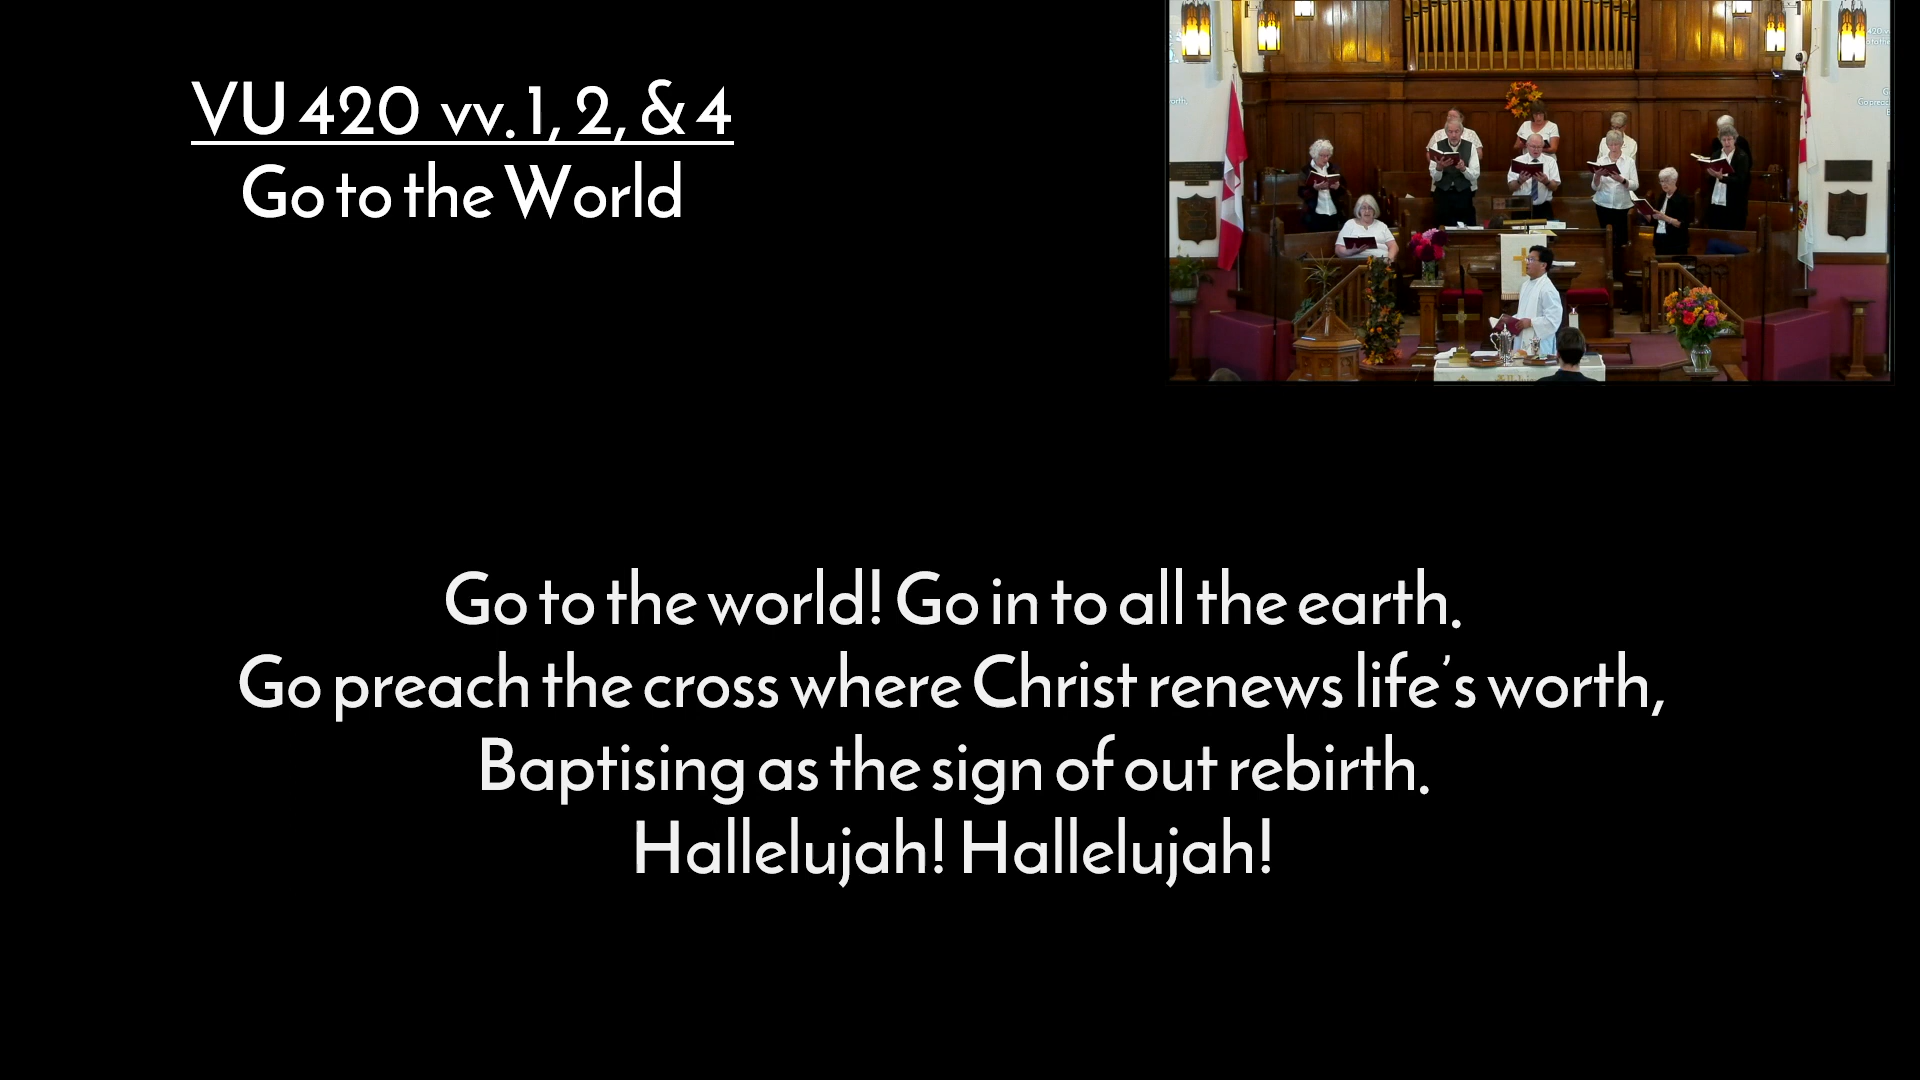 VU 420 vv. 1, 2, & 4
Go to the World
Go to the world! Go in to all the earth.
Go preach the cross where Christ renews life's worth,
Baptising as the sign of out rebirth.
Hallelujah! Hallelujah!